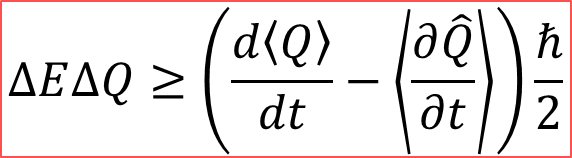 ΔEΔQ ≥ (d⟨Q⟩/dt − ⟨∂Q̂/∂t⟩) ħ/2